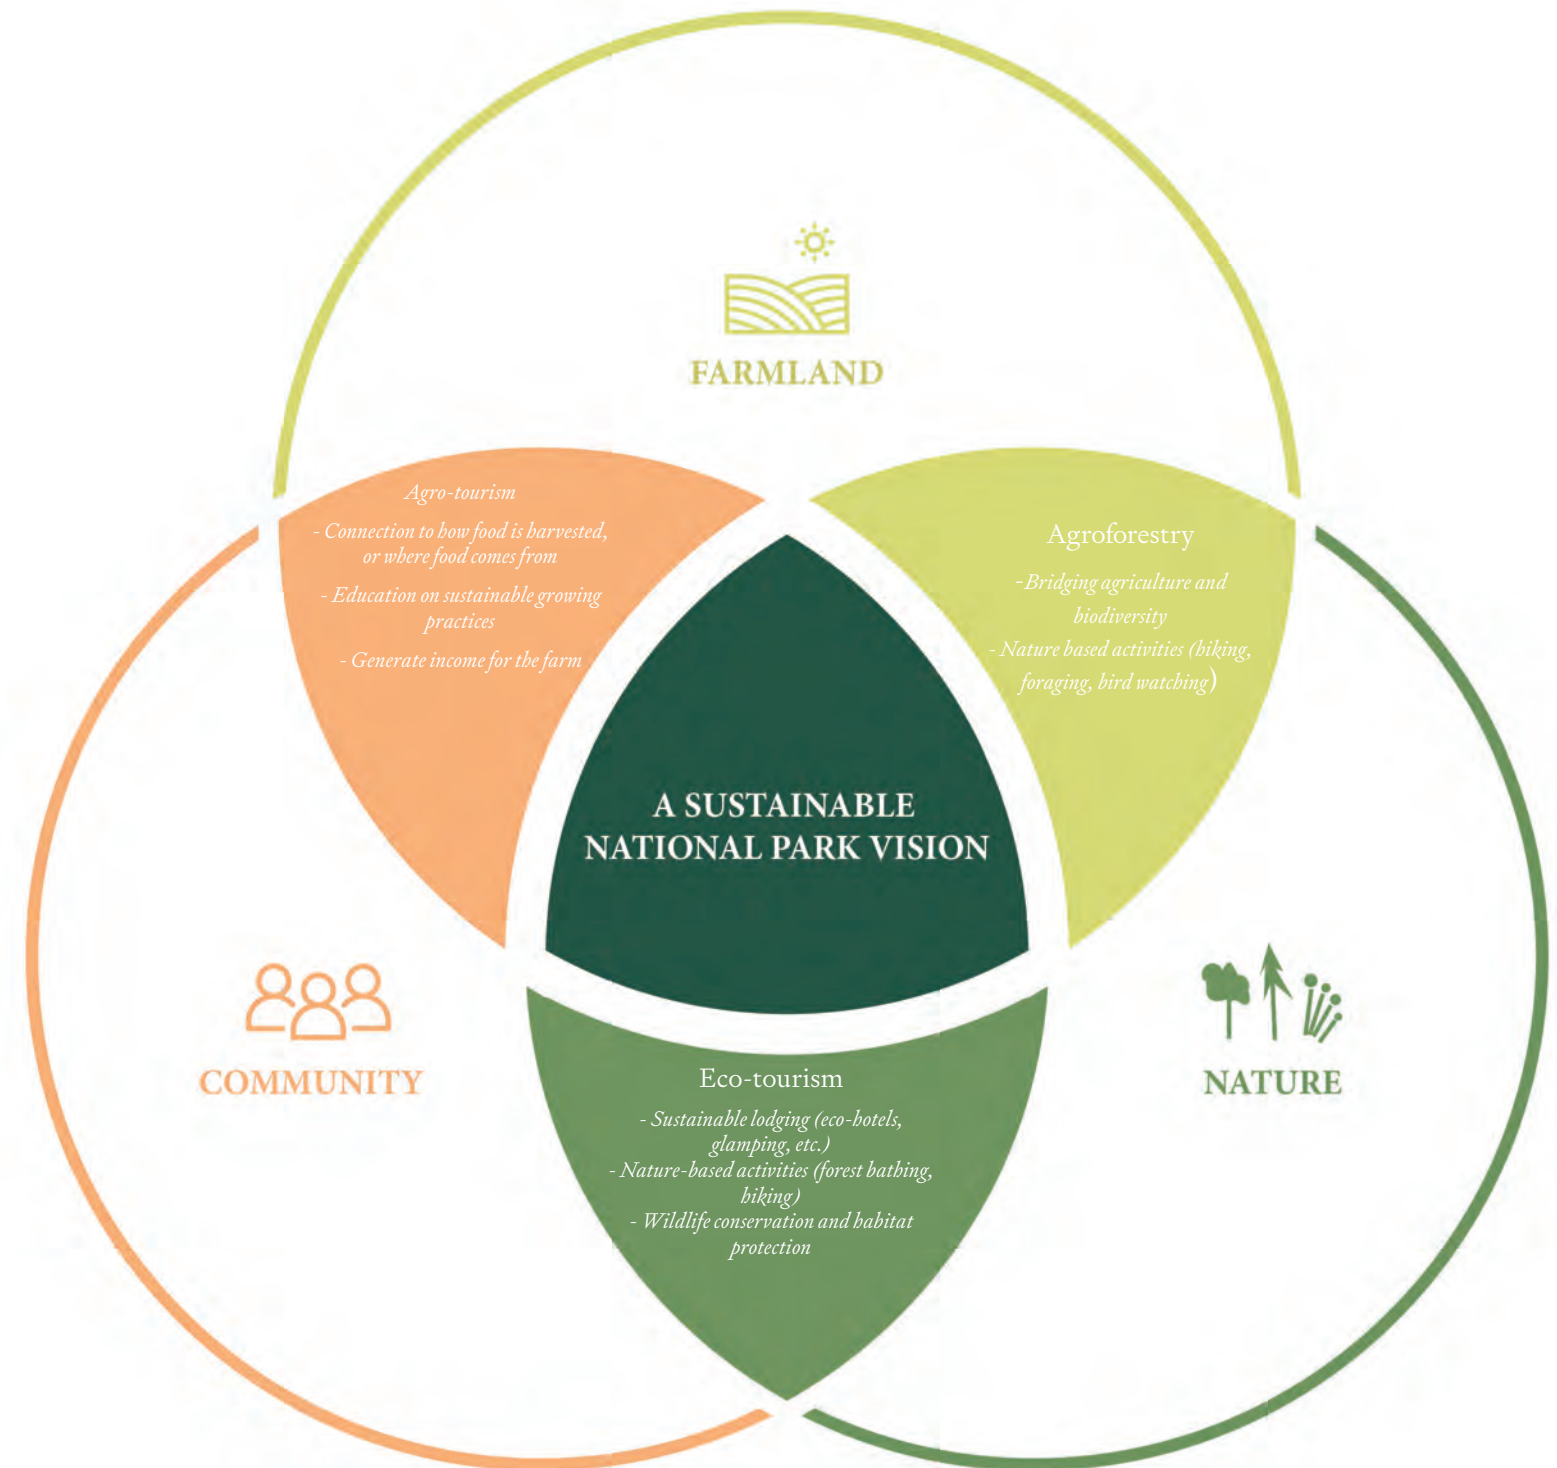 FARMLAND
Agro-tourism
- Connection to how food is harvested,
or where food comes from
- Education on sustainable growing
practices
- Generate income for the farm
Agroforestry
-Bridging agriculture and
biodiversity
- Nature based activities (hiking,
foraging, bird watching)
A SUSTAINABLE
NATIONAL PARK VISION
COMMUNITY
NATURE
Eco-tourism
- Sustainable lodging (eco-hotels,
glamping, etc.)
- Nature-based activities (forest bathing,
hiking)
- Wildlife conservation and habitat
protection